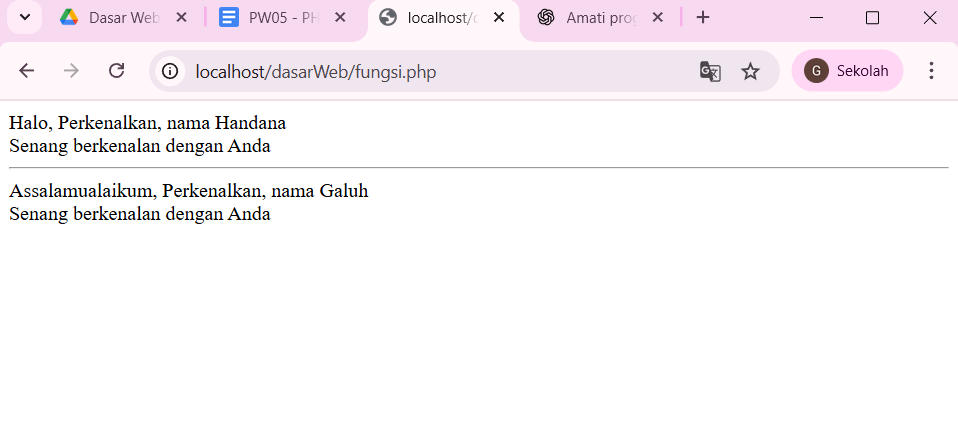 Dasar Web
PW05 - PH
localhost/d
Amati prog
localhost/dasarWeb/fungsi.php
G
Sekolah
Halo, Perkenalkan, nama Handana
Senang berkenalan dengan Anda
Assalamualaikum, Perkenalkan, nama Galuh
Senang berkenalan dengan Anda